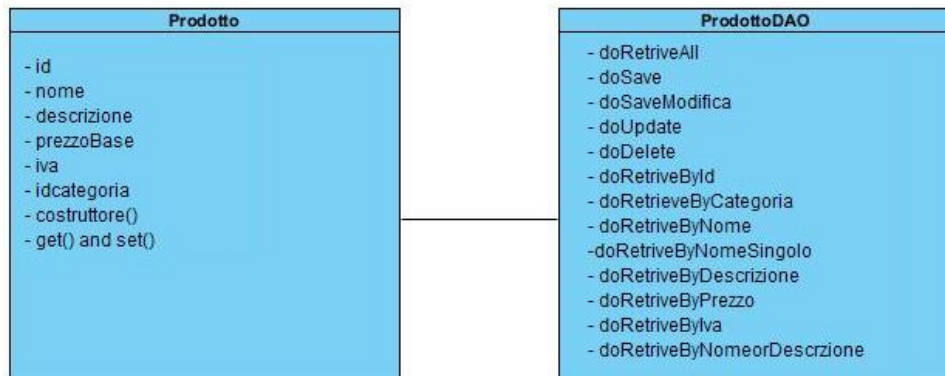 Prodotto
- id
- nome
- descrizione
- prezzoBase
- iva
- idcategoria
- costruttore()
- get() and set()
ProdottoDAO
- doRetriveAll
- doSave
- doSaveModifica
- doUpdate
- doDelete
- doRetriveById
- doRetrieveByCategoria
- doRetriveByNome
-doRetriveByNomeSingolo
- doRetriveByDescrizione
- doRetriveByPrezzo
- doRetriveByIva
- doRetriveByNomeorDescrzione